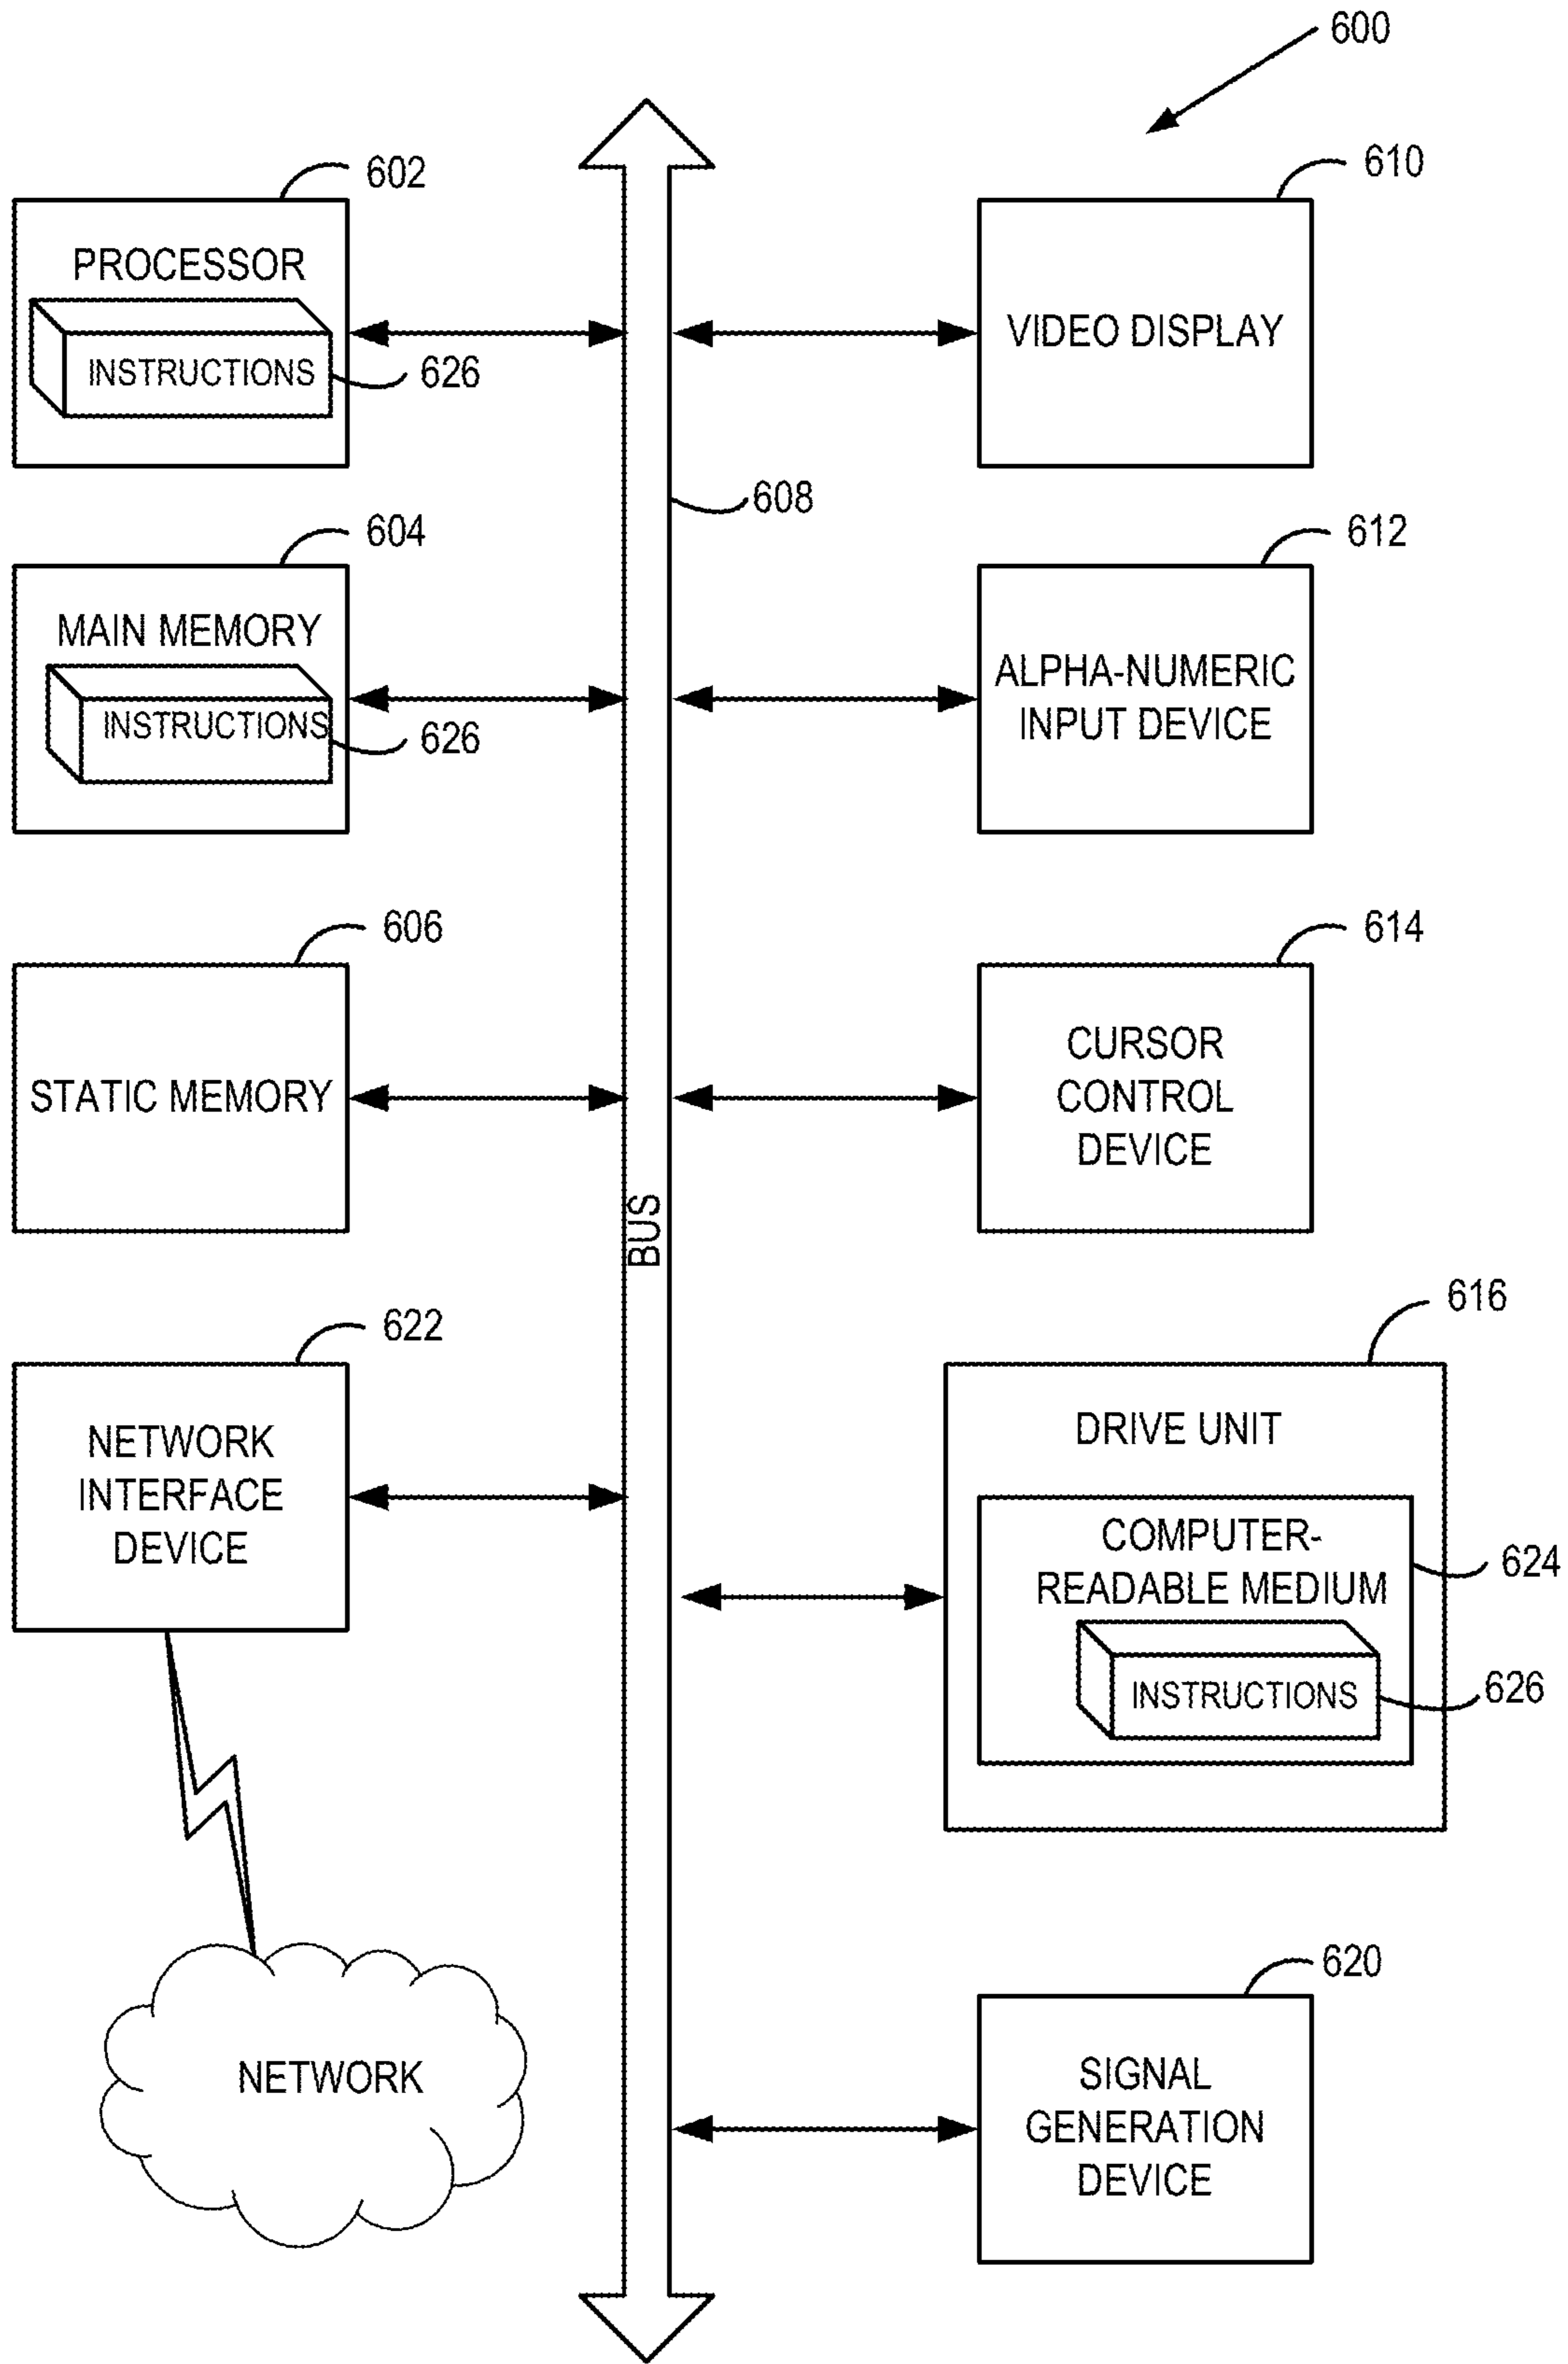 600
602
PROCESSOR
INSTRUCTIONS
626
610
VIDEO DISPLAY
608
604
MAIN MEMORY
INSTRUCTIONS
626
612
ALPHA-NUMERIC
INPUT DEVICE
606
STATIC MEMORY
614
CURSOR
CONTROL
DEVICE
BUS
622
NETWORK
INTERFACE
DEVICE
616
DRIVE UNIT
COMPUTER-
READABLE MEDIUM
624
INSTRUCTIONS
626
NETWORK
620
SIGNAL
GENERATION
DEVICE